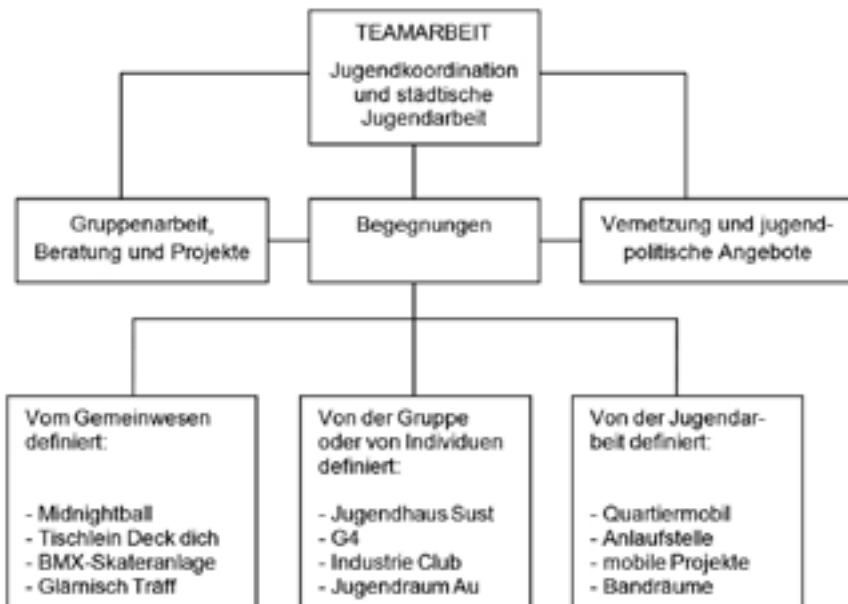 TEAMARBEIT
Jugendkoordination
und städtische
Jugendarbeit
Gruppenarbeit,
Beratung und Projekte
Begegnungen
Vernetzung und jugend-
politische Angebote
Vom Gemeinwesen
definiert:
- Midnightball
- Tischlein Deck dich
- BMX-Skateranlage
- Glärnisch Träff
Von der Gruppe
oder von Individuen
definiert:
- Jugendhaus Sust
- G4
- Industrie Club
- Jugendraum Au
Von der Jugendar-
beit definiert:
- Quartiermobil
- Anlaufstelle
- mobile Projekte
- Bandräume